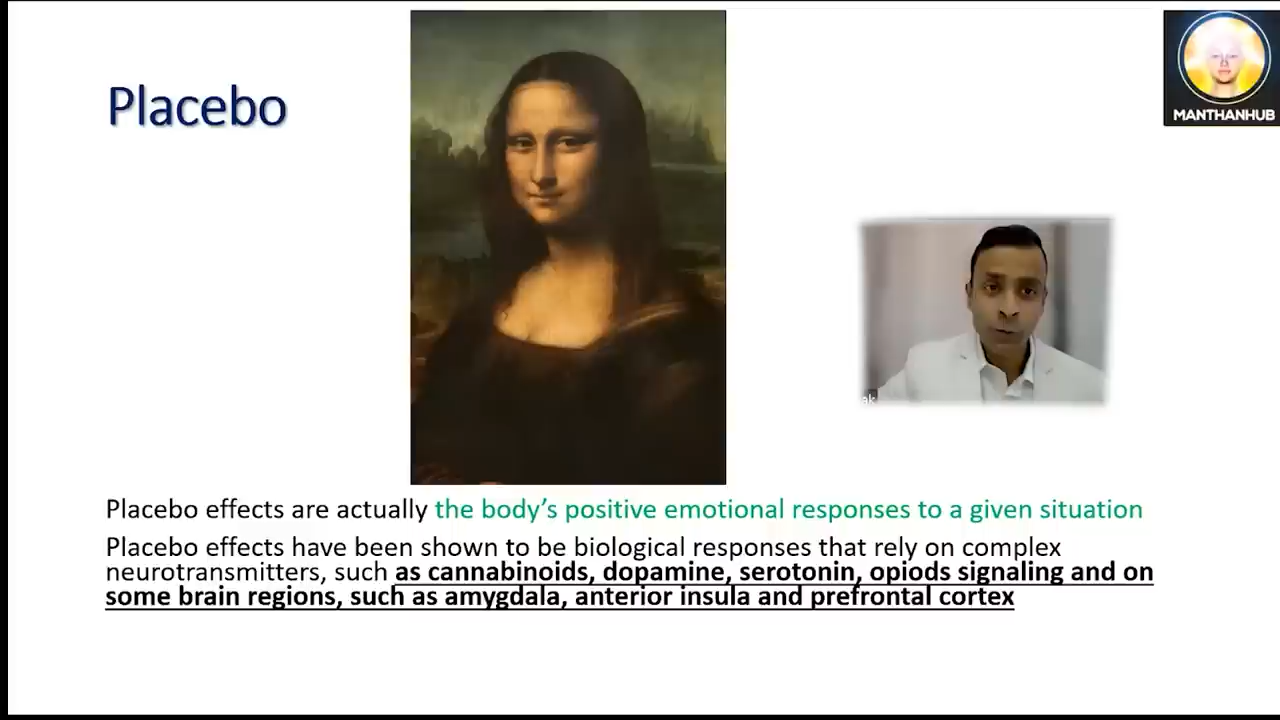 Placebo
MANTHANHUB
ak
Placebo effects are actually the body’s positive emotional responses to a given situation
Placebo effects have been shown to be biological responses that rely on complex
neurotransmitters, such as cannabinoids, dopamine, serotonin, opiods signaling and on
some brain regions, such as amygdala, anterior insula and prefrontal cortex